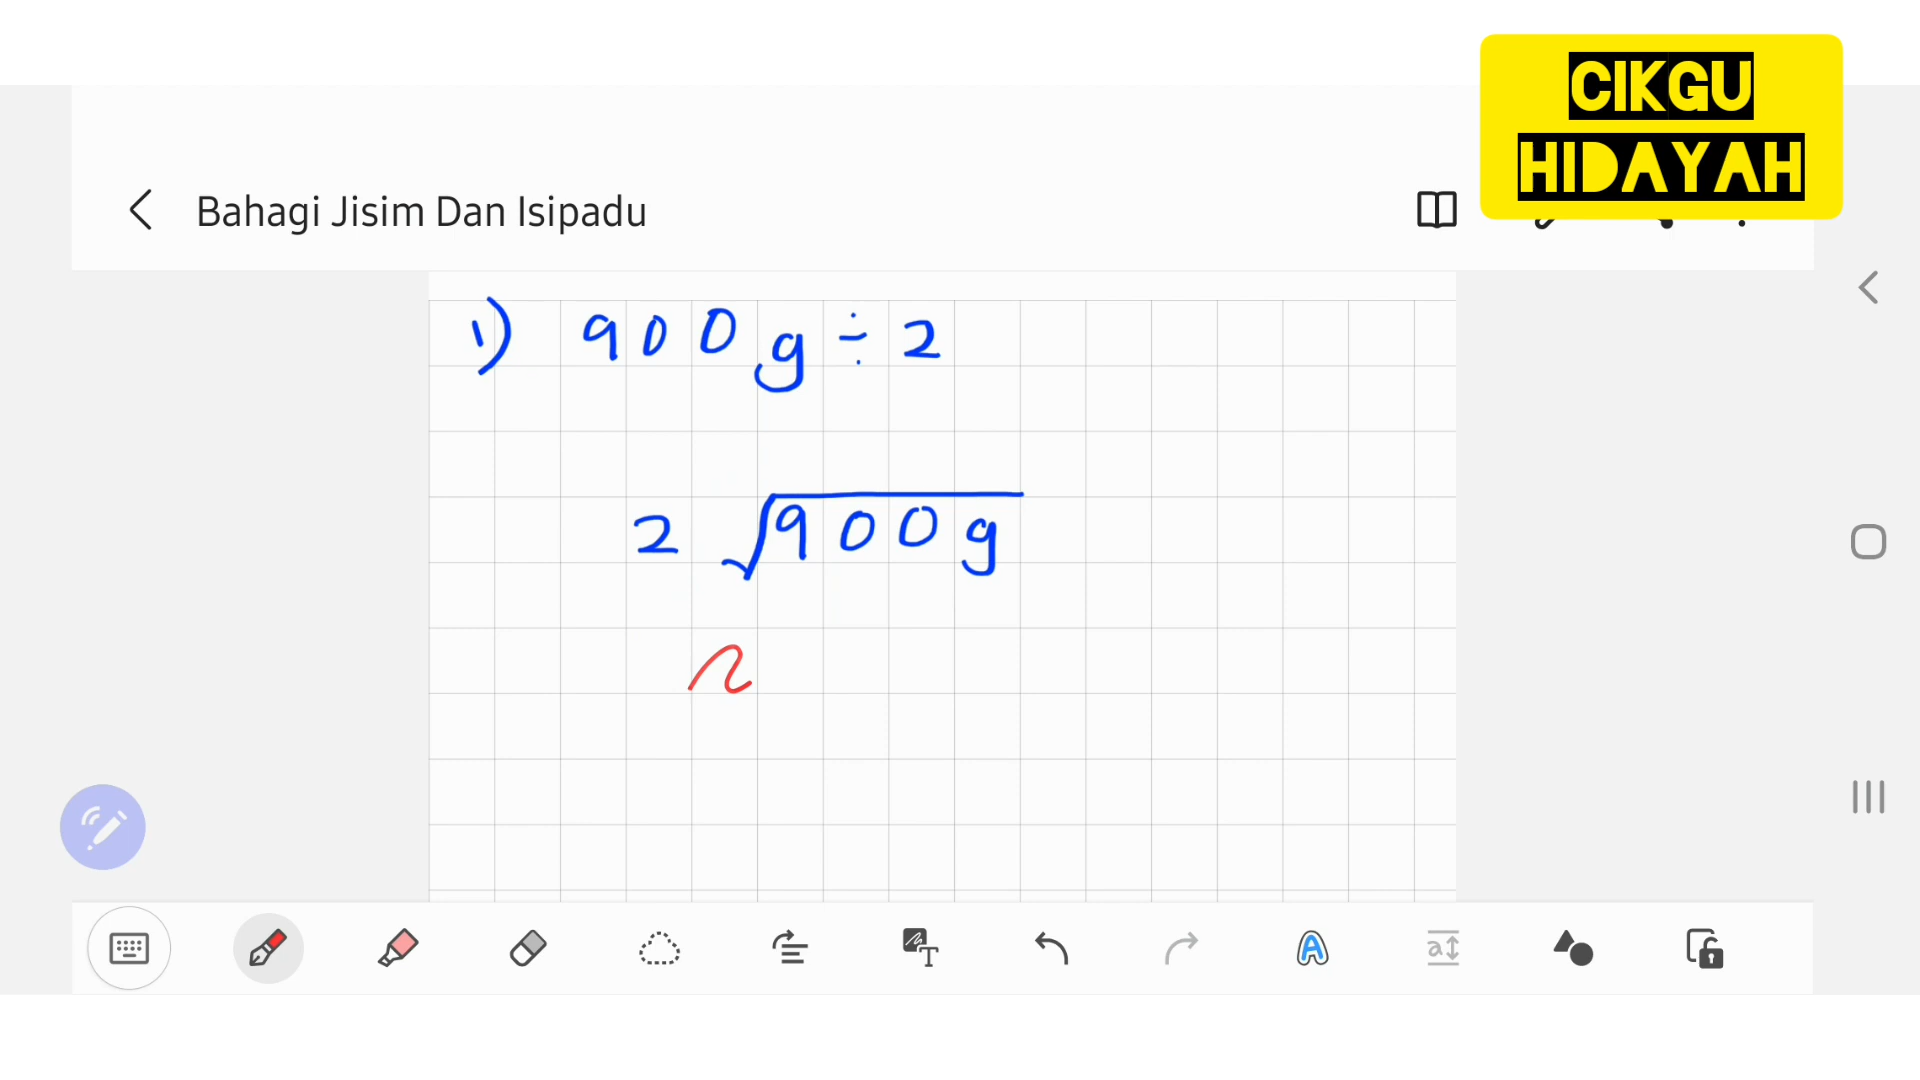 CIKGU
HIDAYAH
Bahagi Jisim Dan Isipadu
1) 900g ÷ 2
2 √900g